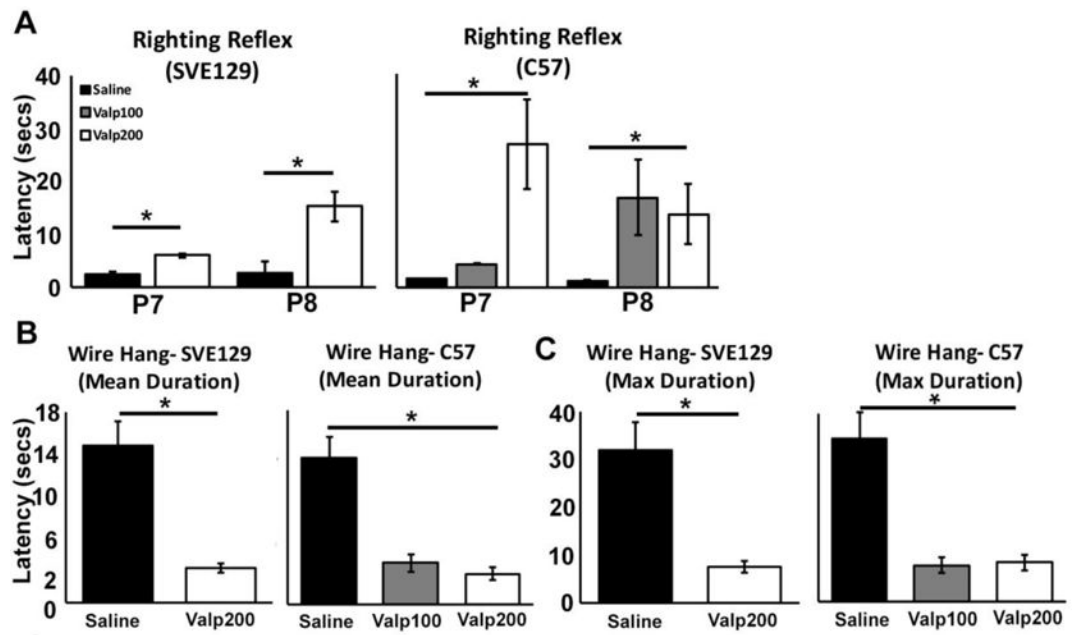 A
Righting Reflex
(SVE129)
Righting Reflex
(C57)
Latency (secs)
40
30
20
10
0
Saline
Valp100
Valp200
*
*
*
*
P7
P8
P7
P8
B
Wire Hang- SVE129
(Mean Duration)
Wire Hang- C57
(Mean Duration)
Latency (secs)
18
14
10
6
2
0
*
*
Saline
Valp200
Saline
Valp100
Valp200
C
Wire Hang- SVE129
(Max Duration)
Wire Hang- C57
(Max Duration)
40
30
20
10
0
*
*
Saline
Valp200
Saline
Valp100
Valp200